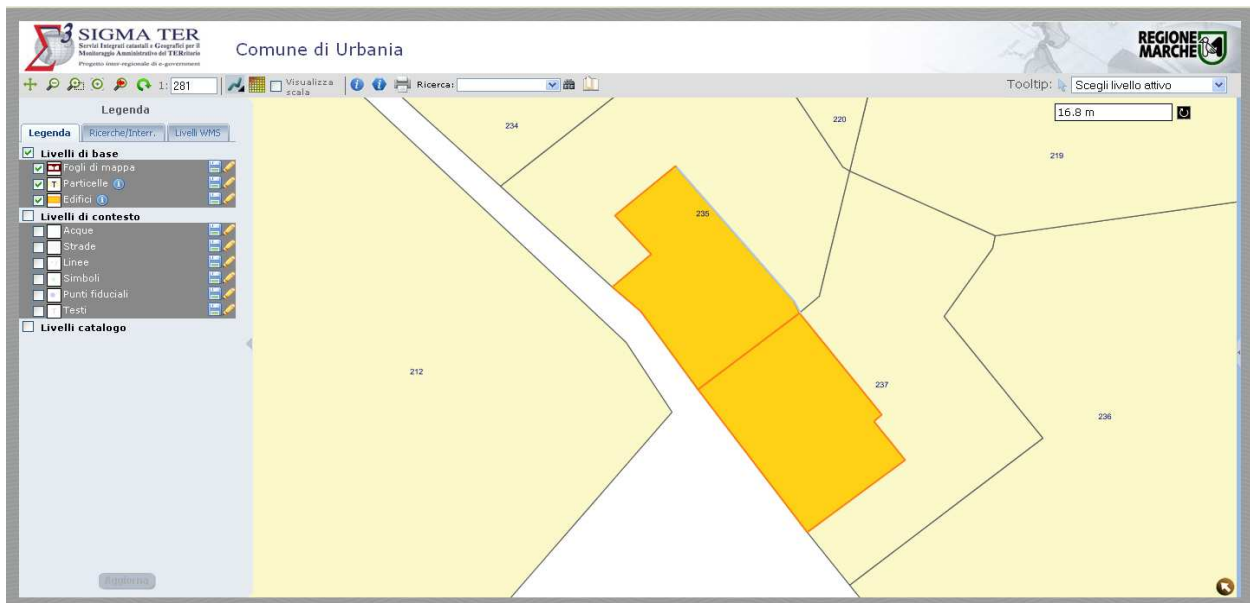 SIGMA TER
Servizi Integrati catastali e Geografici per il
Monitoraggio Amministrativo del TERritorio
Progetto inter-regionale di e-government
Comune di Urbania
REGIONE
MARCHE
1: 281
Visualizza
scala
Ricerca:
Tooltip: Scegli livello attivo
Legenda
Legenda Ricerche/Interr. Livelli WMS
Livelli di base
Fogli di mappa
Particelle
Edifici
Livelli di contesto
Acque
Strade
Linee
Simboli
Punti fiduciali
Testi
Livelli catalogo
Aggiorna
16.8 m
234
220
219
235
212
237
236